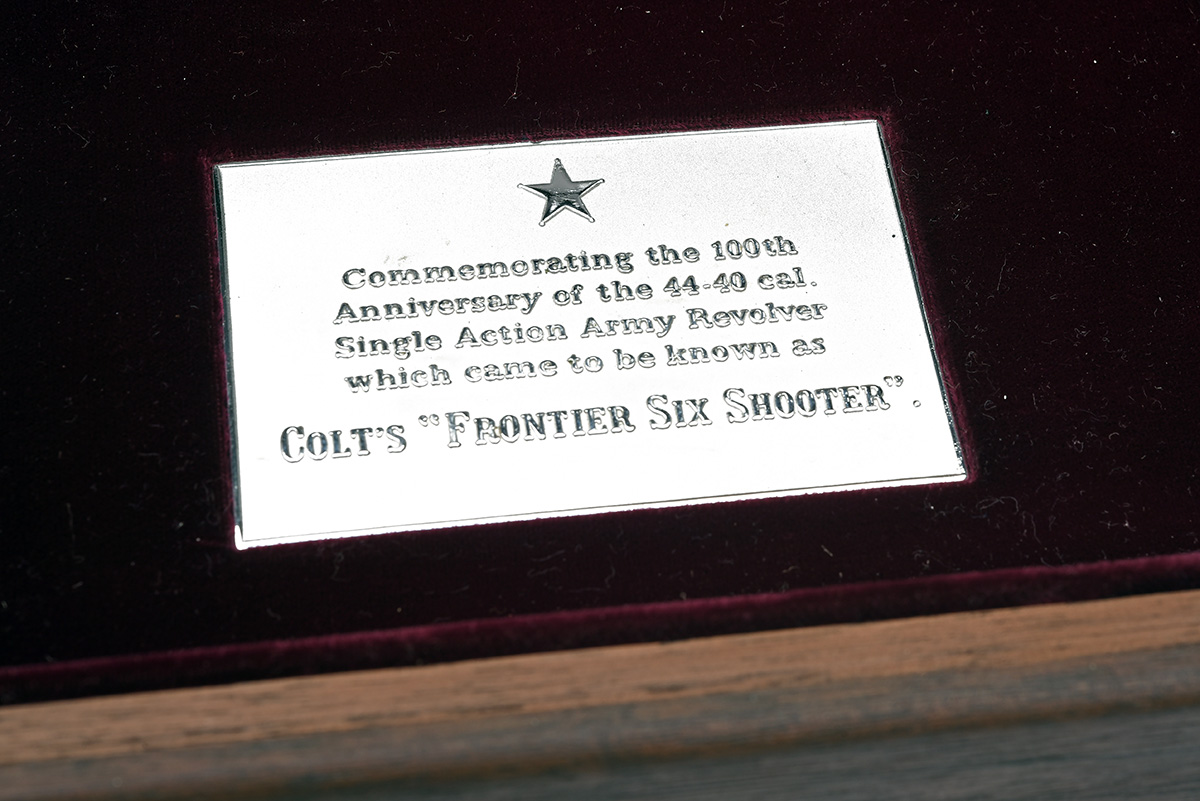 Commemorating the 100th
Anniversary of the 44-40 cal.
Single Action Army Revolver
which came to be known as
COLT'S "FRONTIER SIX SHOOTER".